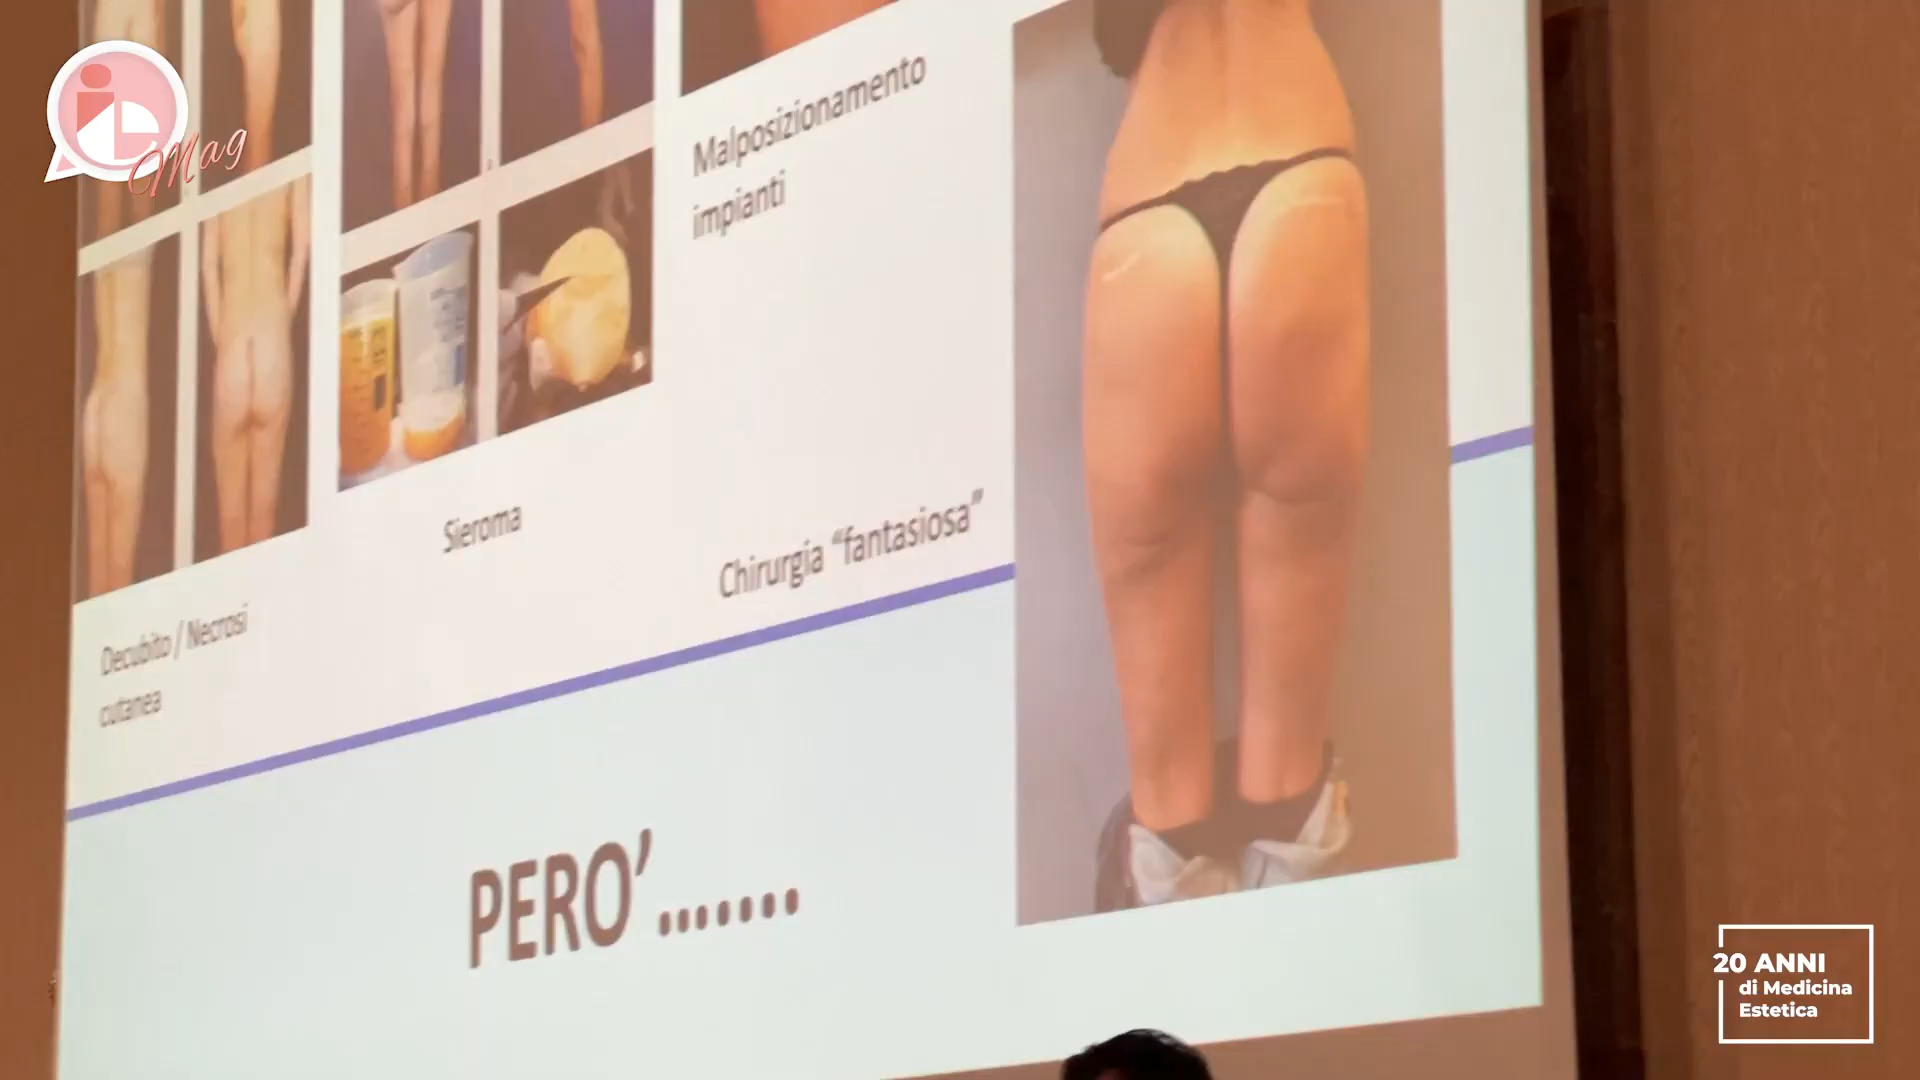 Mag
Malposizionamento
impianti
Sieroma
Chirurgia “fantasiosa”
Decubito / Necrosi
cutanea
PERO’.......
20 ANNI
di Medicina
Estetica